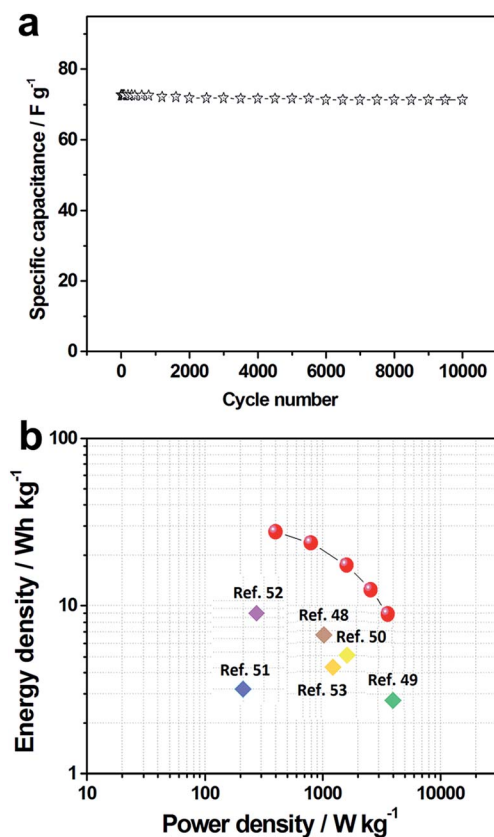 a
Specific capacitance / F g⁻¹
80
60
40
20
0
0 2000 4000 6000 8000 10000
Cycle number
b
Energy density / Wh kg⁻¹
100
10
1
Ref. 52
Ref. 48
Ref. 50
Ref. 51
Ref. 53
Ref. 49
10 100 1000 10000
Power density / W kg⁻¹